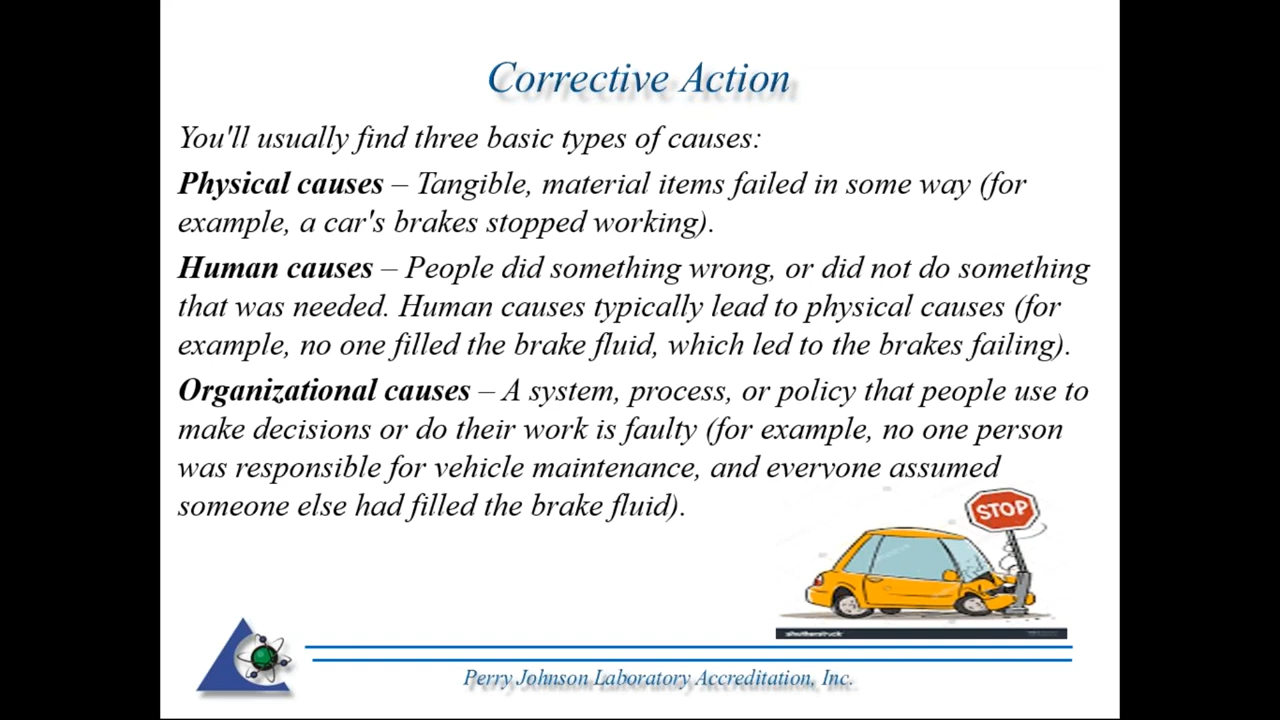 Corrective Action
You'll usually find three basic types of causes:
Physical causes – Tangible, material items failed in some way (for
example, a car's brakes stopped working).
Human causes – People did something wrong, or did not do something
that was needed. Human causes typically lead to physical causes (for
example, no one filled the brake fluid, which led to the brakes failing).
Organizational causes – A system, process, or policy that people use to
make decisions or do their work is faulty (for example, no one person
was responsible for vehicle maintenance, and everyone assumed
someone else had filled the brake fluid).
STOP
shutterstock
Perry Johnson Laboratory Accreditation, Inc.